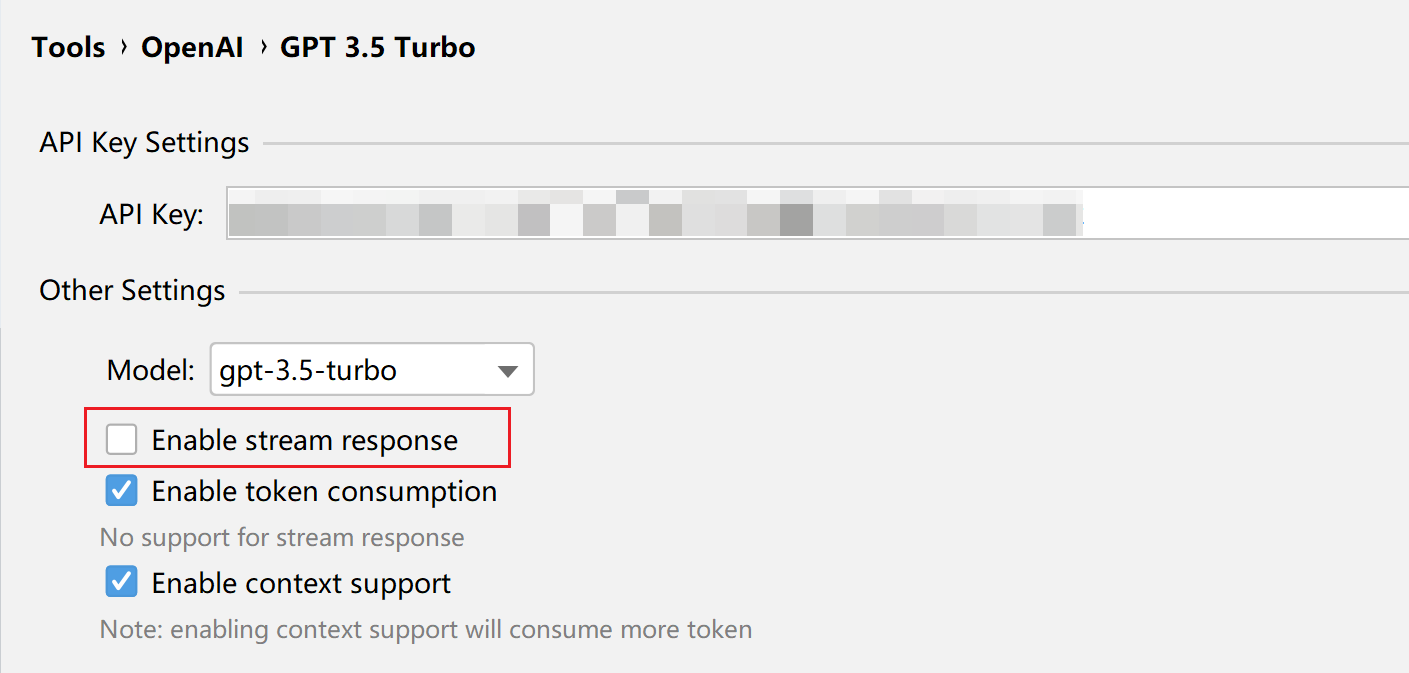 Tools › OpenAI › GPT 3.5 Turbo
API Key Settings
API Key:
Other Settings
Model: gpt-3.5-turbo
Enable stream response
Enable token consumption
No support for stream response
Enable context support
Note: enabling context support will consume more token